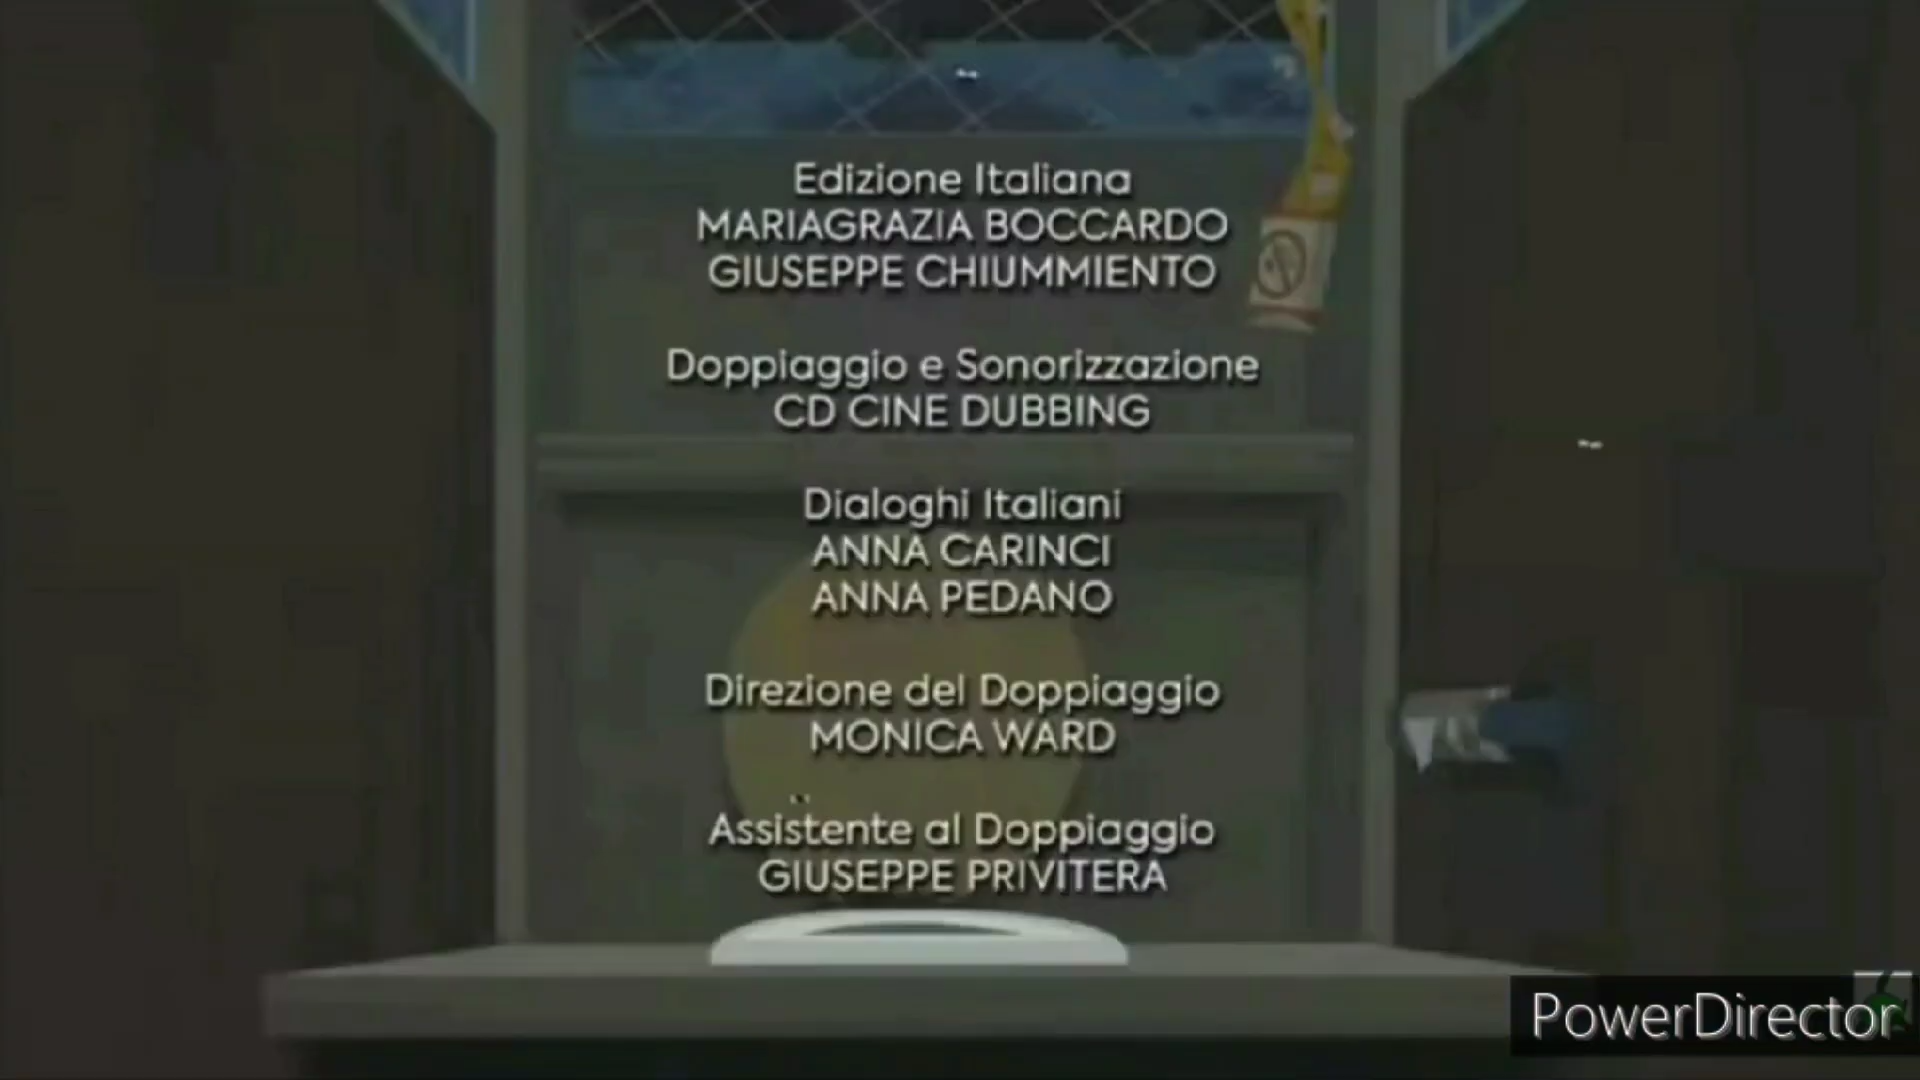 Edizione Italiana
MARIAGRAZIA BOCCARDO
GIUSEPPE CHIUMMIENTO
Doppiaggio e Sonorizzazione
CD CINE DUBBING
Dialoghi Italiani
ANNA CARINCI
ANNA PEDANO
Direzione del Doppiaggio
MONICA WARD
Assistente al Doppiaggio
GIUSEPPE PRIVITERA
PowerDirector